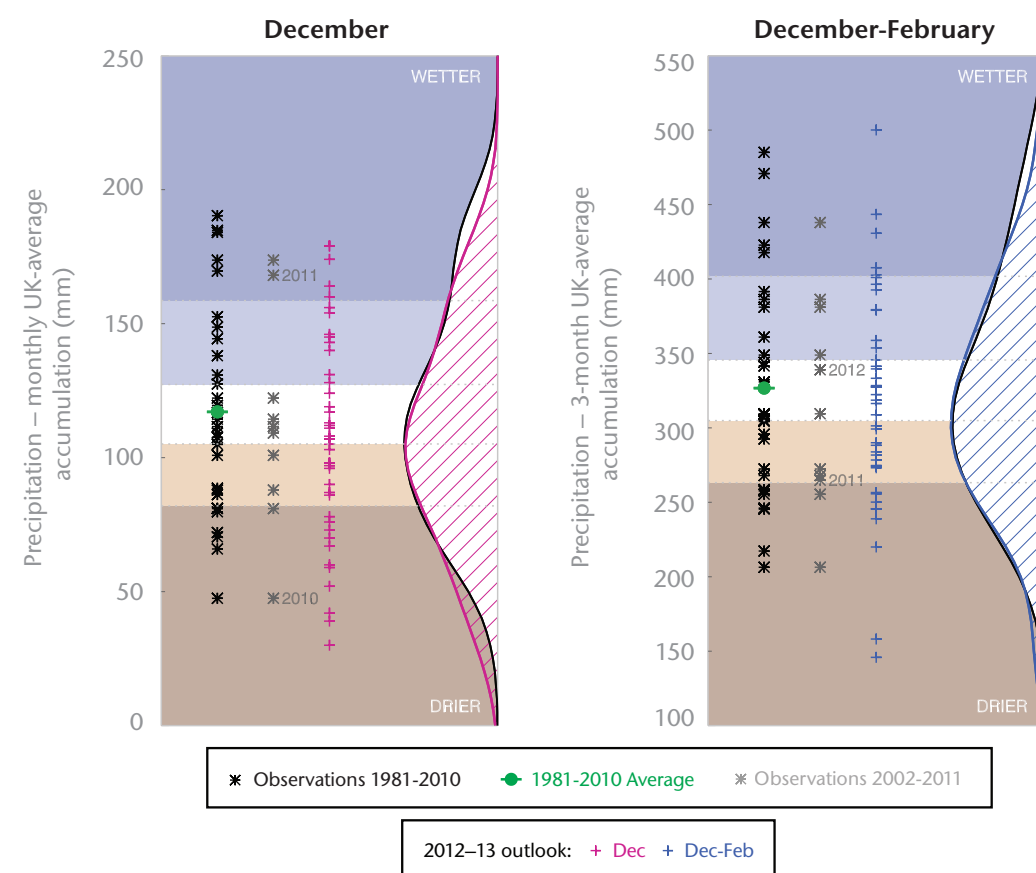 December
Precipitation – monthly UK-average
accumulation (mm)
250
200
150
100
50
0
WETTER
2011
2010
DRIER
December-February
Precipitation – 3-month UK-average
accumulation (mm)
550
500
450
400
350
300
250
200
150
100
WETTER
2012
2011
DRIER
Observations 1981-2010 1981-2010 Average Observations 2002-2011
2012–13 outlook: + Dec + Dec-Feb